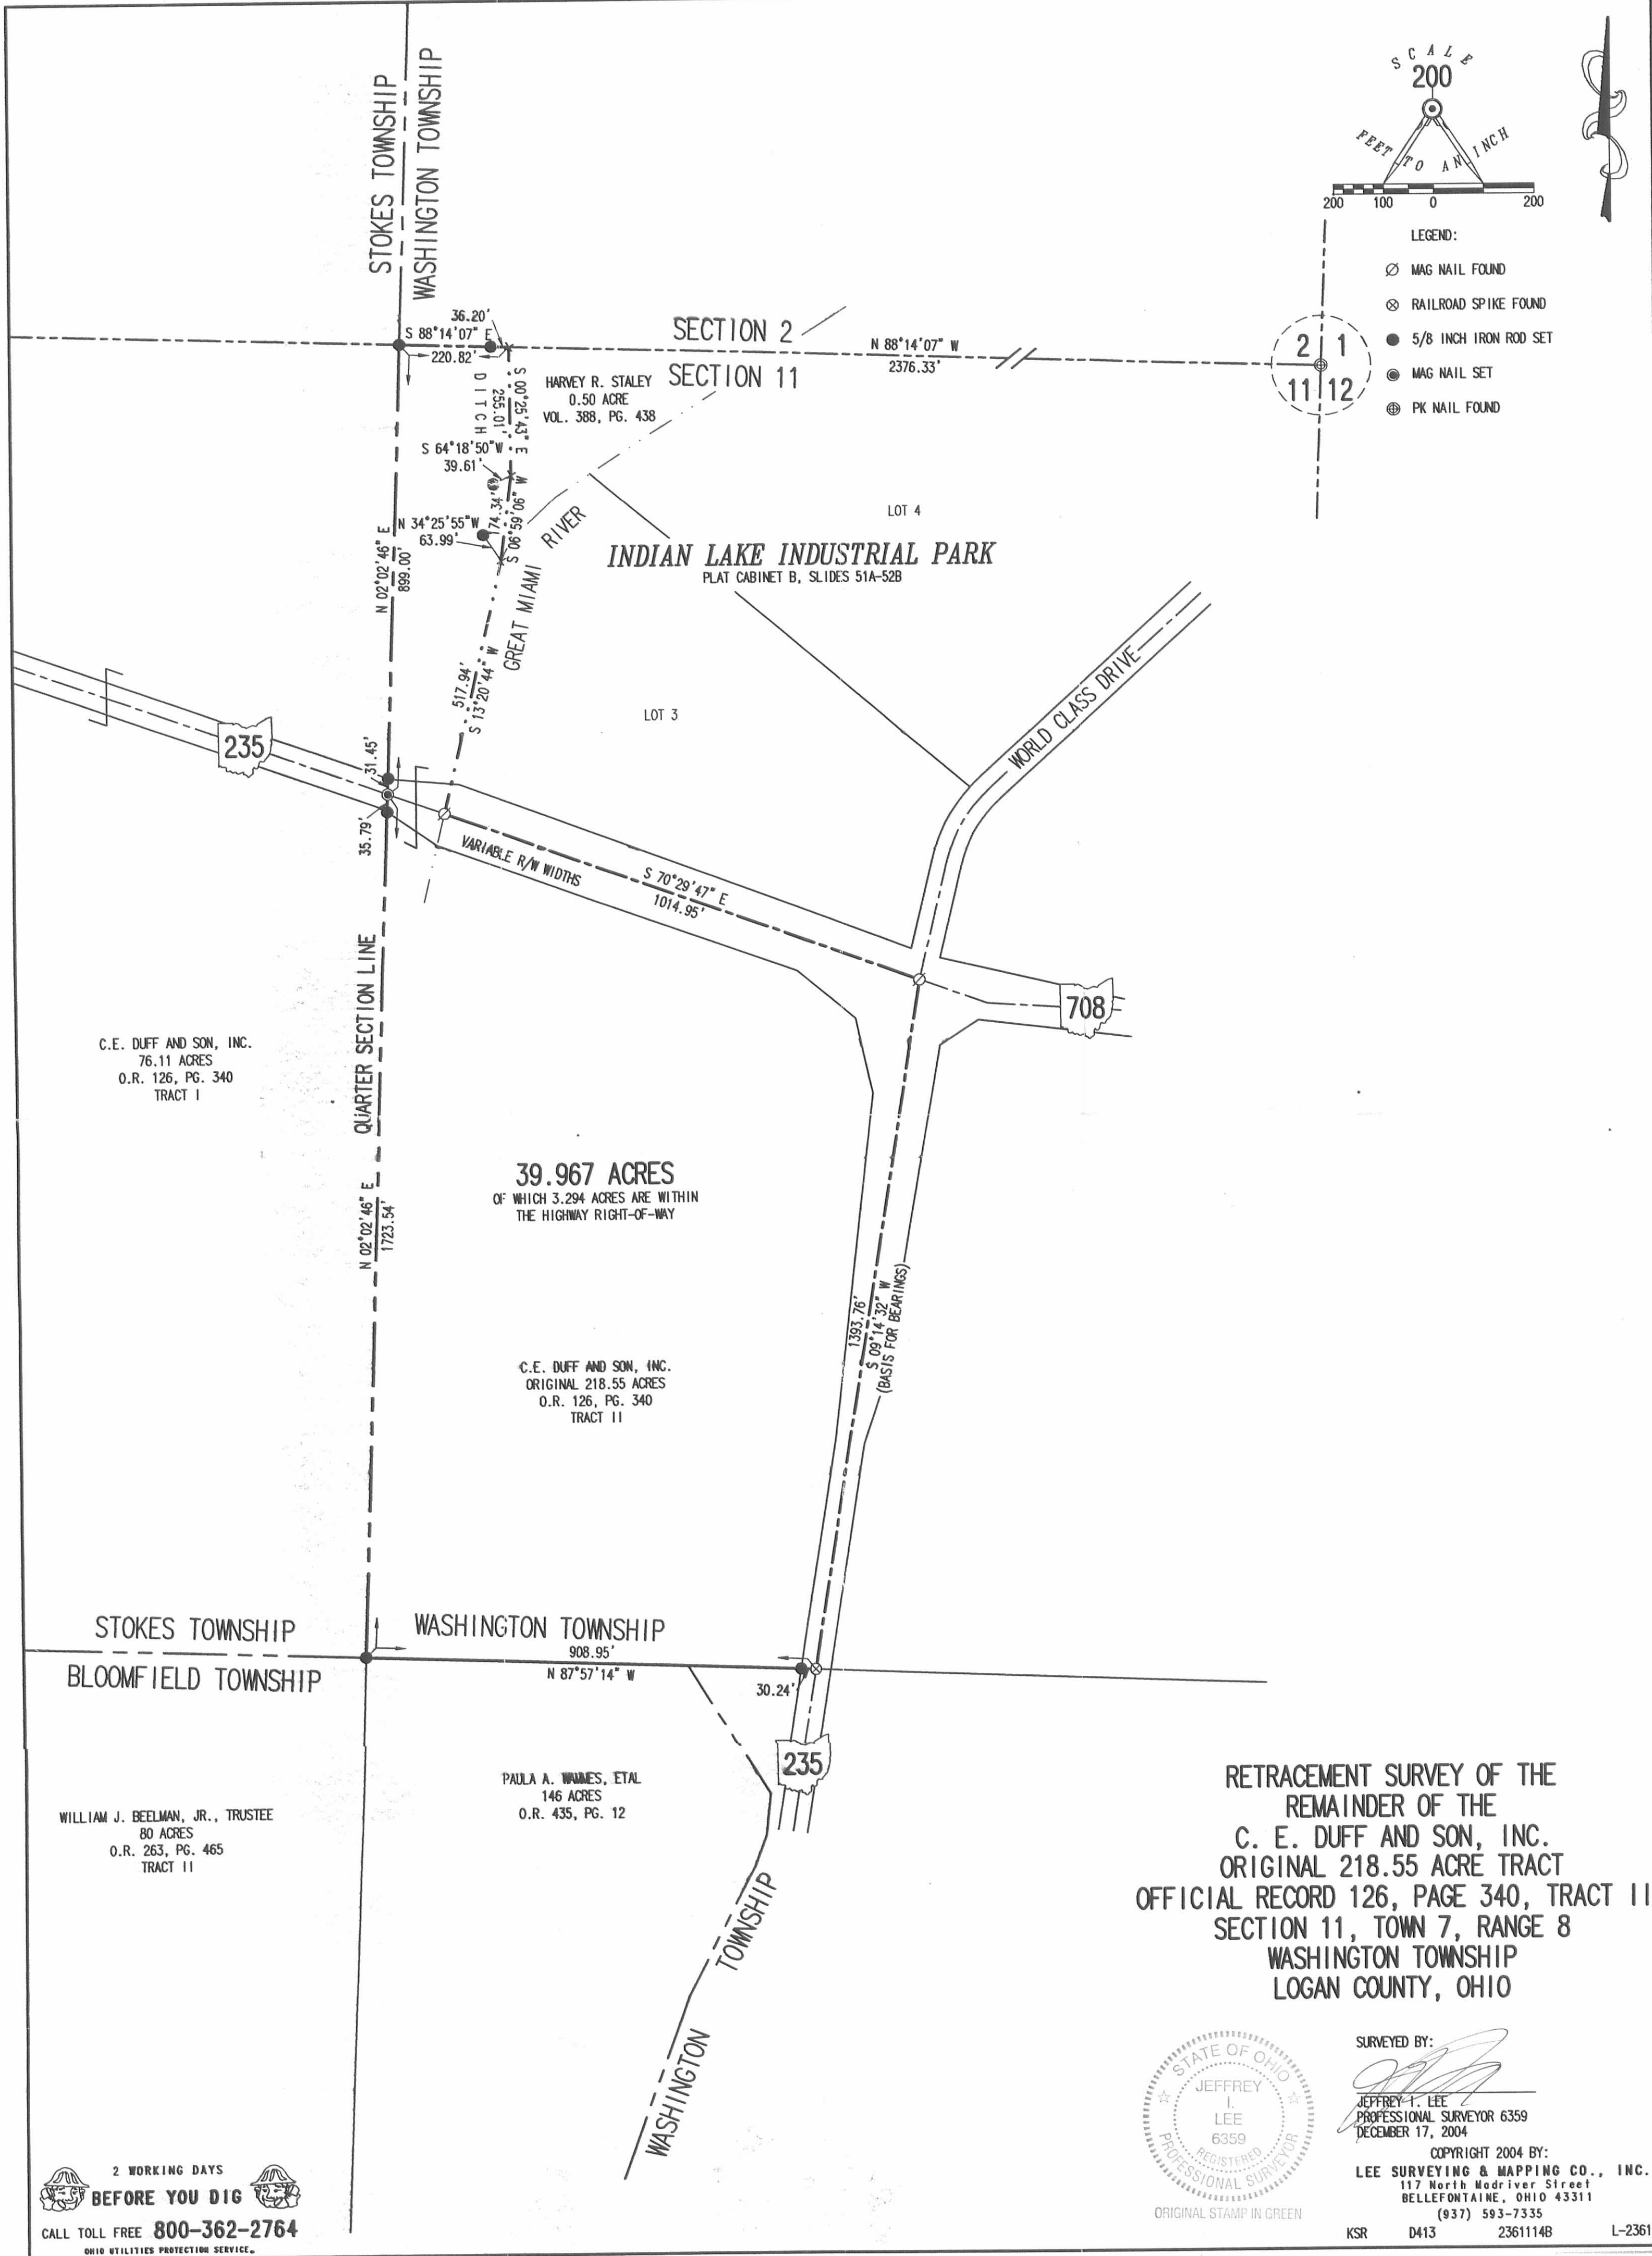 STOKES TOWNSHIP
WASHINGTON TOWNSHIP
SCALE
200
FEET TO AN INCH
200 100 0 200
LEGEND:
MAG NAIL FOUND
RAILROAD SPIKE FOUND
5/8 INCH IRON ROD SET
MAG NAIL SET
PK NAIL FOUND
2 1
11 12
36.20'
S 88°14'07" E
220.82'
SECTION 2
SECTION 11
N 88°14'07" W
2376.33'
DITCH
S 00°25'43" E
255.01'
HARVEY R. STALEY
0.50 ACRE
VOL. 388, PG. 438
S 64°18'50"W
39.61'
174.34'
S 06°59'06" W
N 34°25'55"W
63.99'
N 02°02'46" E
899.00'
GREAT MIAMI RIVER
LOT 4
INDIAN LAKE INDUSTRIAL PARK
PLAT CABINET B, SLIDES 51A-52B
517.94'
S 13°20'44" W
LOT 3
WORLD CLASS DRIVE
235
31.45'
35.79'
VARIABLE R/W WIDTHS
S 70°29'47" E
1014.95'
708
QUARTER SECTION LINE
C.E. DUFF AND SON, INC.
76.11 ACRES
O.R. 126, PG. 340
TRACT I
39.967 ACRES
OF WHICH 3.294 ACRES ARE WITHIN
THE HIGHWAY RIGHT-OF-WAY
N 02°02'46" E
1723.54'
1393.76'
S 09°14'32" W
(BASIS FOR BEARINGS)
C.E. DUFF AND SON, INC.
ORIGINAL 218.55 ACRES
O.R. 126, PG. 340
TRACT II
STOKES TOWNSHIP
WASHINGTON TOWNSHIP
BLOOMFIELD TOWNSHIP
908.95'
N 87°57'14" W
30.24'
235
PAULA A. ETAL
146 ACRES
O.R. 435, PG. 12
WILLIAM J. BEELMAN, JR., TRUSTEE
80 ACRES
O.R. 263, PG. 465
TRACT II
WASHINGTON TOWNSHIP
RETRACEMENT SURVEY OF THE
REMAINDER OF THE
C. E. DUFF AND SON, INC.
ORIGINAL 218.55 ACRE TRACT
OFFICIAL RECORD 126, PAGE 340, TRACT II
SECTION 11, TOWN 7, RANGE 8
WASHINGTON TOWNSHIP
LOGAN COUNTY, OHIO
STATE OF OHIO
JEFFREY
I.
LEE
6359
REGISTERED
PROFESSIONAL SURVEYOR
ORIGINAL STAMP IN GREEN
SURVEYED BY:
JEFFREY I. LEE
PROFESSIONAL SURVEYOR 6359
DECEMBER 17, 2004
COPYRIGHT 2004 BY:
LEE SURVEYING & MAPPING CO., INC.
117 North Madriver Street
BELLEFONTAINE, OHIO 43311
(937) 593-7335
KSR D413 2361114B L-2361
2 WORKING DAYS
BEFORE YOU DIG
CALL TOLL FREE 800-362-2764
OHIO UTILITIES PROTECTION SERVICE.